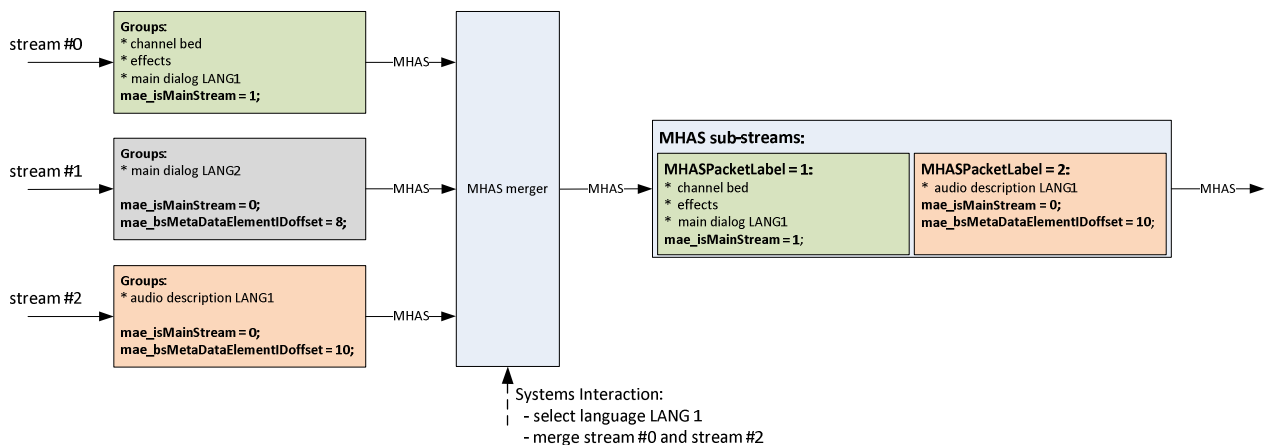 stream #0
Groups:
* channel bed
* effects
* main dialog LANG1
mae_isMainStream = 1;
MHAS
stream #1
Groups:
* main dialog LANG2
mae_isMainStream = 0;
mae_bsMetaDataElementIDoffset = 8;
MHAS
stream #2
Groups:
* audio description LANG1
mae_isMainStream = 0;
mae_bsMetaDataElementIDoffset = 10;
MHAS
MHAS merger
MHAS
MHAS sub-streams:
MHASPacketLabel = 1:
* channel bed
* effects
* main dialog LANG1
mae_isMainStream = 1;
MHASPacketLabel = 2:
* audio description LANG1
mae_isMainStream = 0;
mae_bsMetaDataElementIDoffset = 10;
MHAS
Systems Interaction:
- select language LANG 1
- merge stream #0 and stream #2